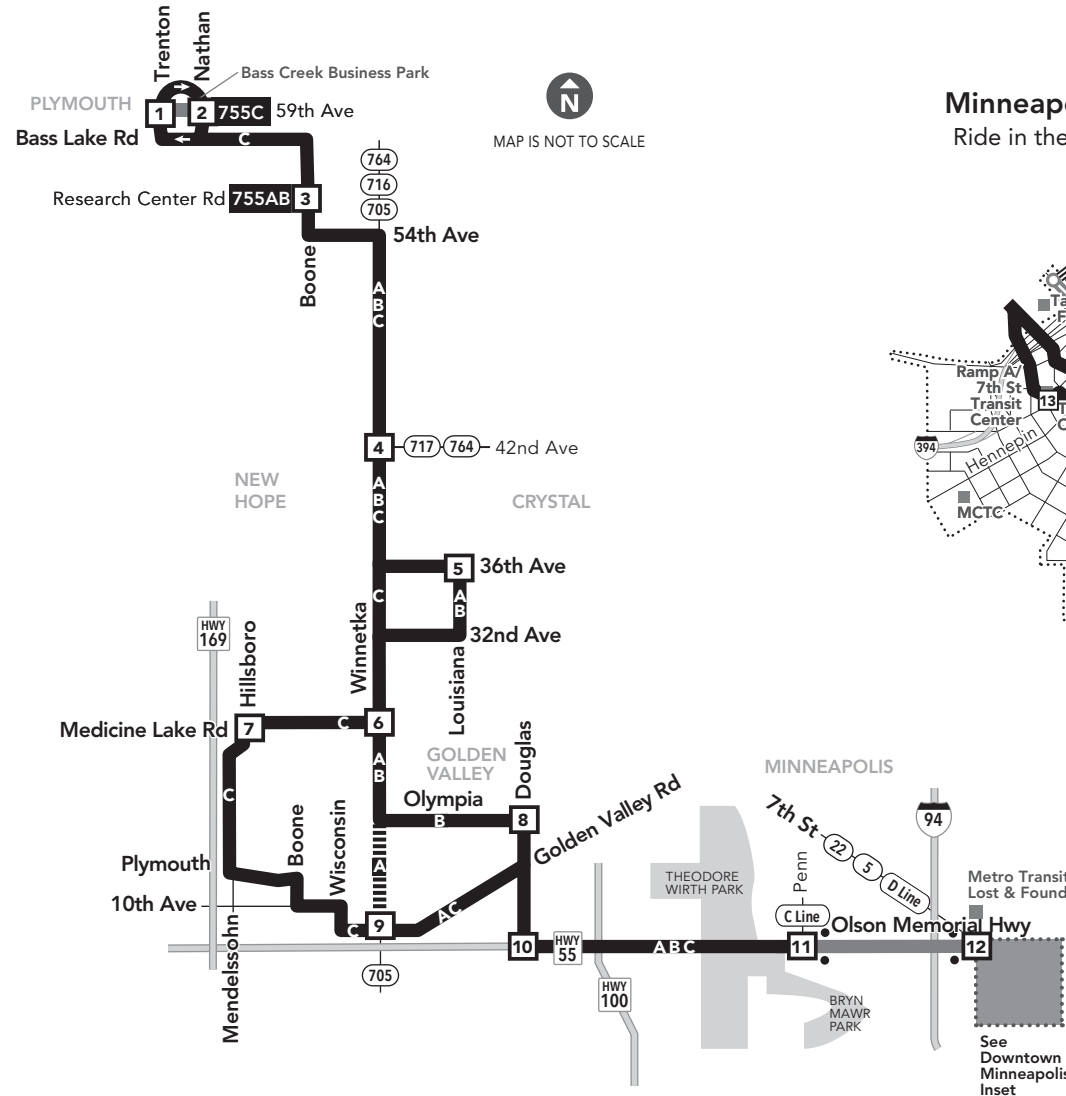 Trenton
Nathan
Bass Creek Business Park
PLYMOUTH
1
2
755C
59th Ave
Bass Lake Rd
C
N
MAP IS NOT TO SCALE
Ride in the
764
716
705
Research Center Rd
755AB
3
54th Ave
Boone
A
B
C
4
717
764
42nd Ave
A
B
C
NEW
HOPE
CRYSTAL
5
36th Ave
C
A
B
32nd Ave
Winnetka
Louisiana
HWY
169
Hillsboro
Medicine Lake Rd
7
C
6
A
B
GOLDEN
VALLEY
Douglas
Olympia
B
8
C
Golden Valley Rd
Plymouth
Boone
Wisconsin
A
10th Ave
C
9
AC
10
705
Mendelssohn
HWY
55
HWY
100
A B C
MINNEAPOLIS
7th St
22
5
D Line
94
THEODORE
WIRTH PARK
Penn
C Line
11
Olson Memorial Hwy
Metro Transit
Lost & Found
12
BRYN
MAWR
PARK
See
Downtown
Minneapolis
Inset
Ramp A/
7th St
Transit
Center
13
394
Hennepin
MCTC